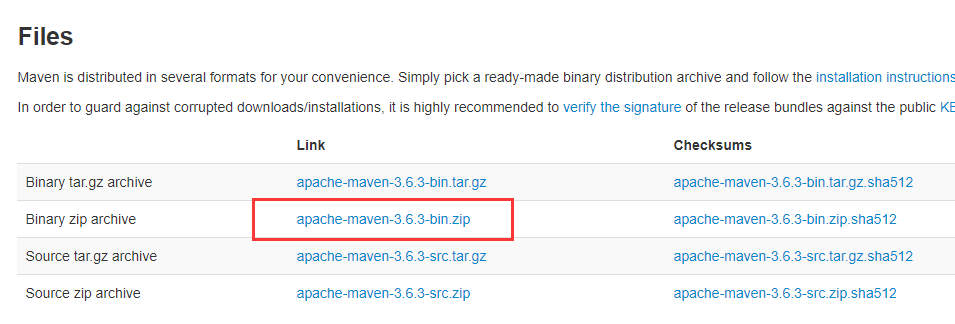 Files
Maven is distributed in several formats for your convenience. Simply pick a ready-made binary distribution archive and follow the installation instructions
In order to guard against corrupted downloads/installations, it is highly recommended to verify the signature of the release bundles against the public KE
Link Checksums
Binary tar.gz archive apache-maven-3.6.3-bin.tar.gz apache-maven-3.6.3-bin.tar.gz.sha512
Binary zip archive apache-maven-3.6.3-bin.zip apache-maven-3.6.3-bin.zip.sha512
Source tar.gz archive apache-maven-3.6.3-src.tar.gz apache-maven-3.6.3-src.tar.gz.sha512
Source zip archive apache-maven-3.6.3-src.zip apache-maven-3.6.3-src.zip.sha512